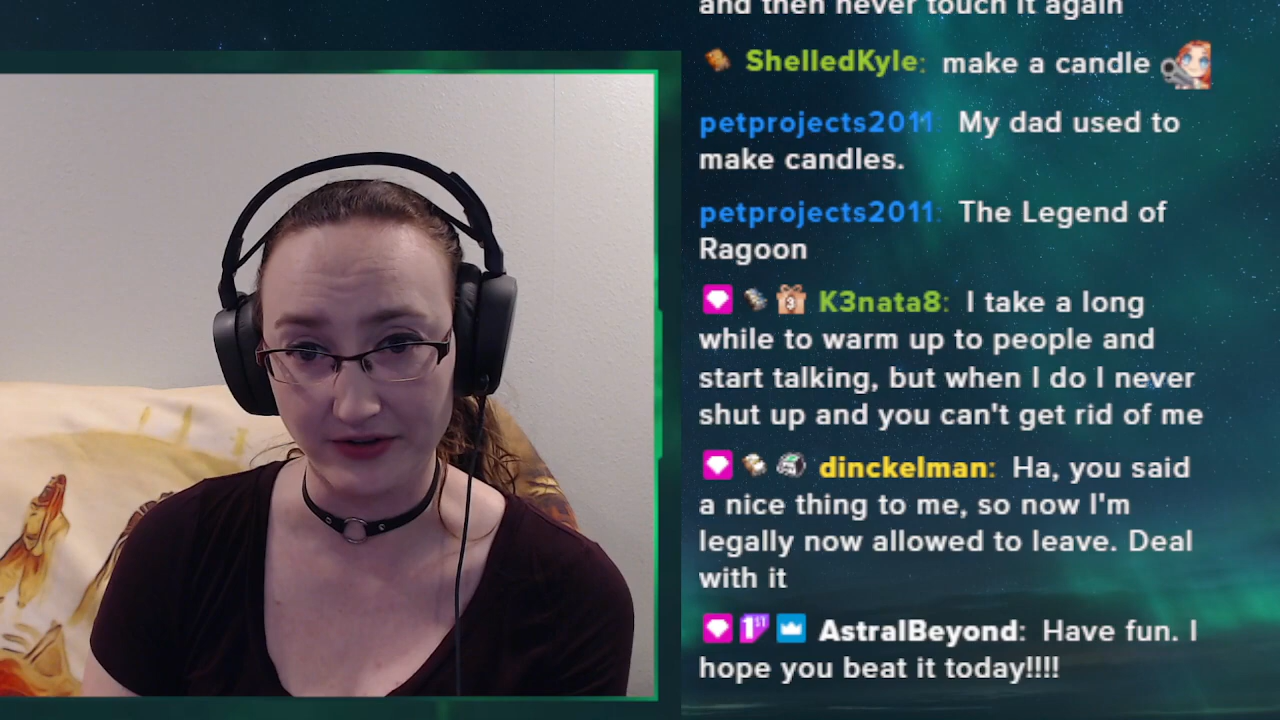 and then never touch it again
ShelledKyle: make a candle
petprojects2011: My dad used to
make candles.
petprojects2011: The Legend of
Ragoon
3 K3nata8: I take a long
while to warm up to people and
start talking, but when I do I never
shut up and you can't get rid of me
dinckelman: Ha, you said
a nice thing to me, so now I'm
legally now allowed to leave. Deal
with it
1ST AstralBeyond: Have fun. I
hope you beat it today!!!!